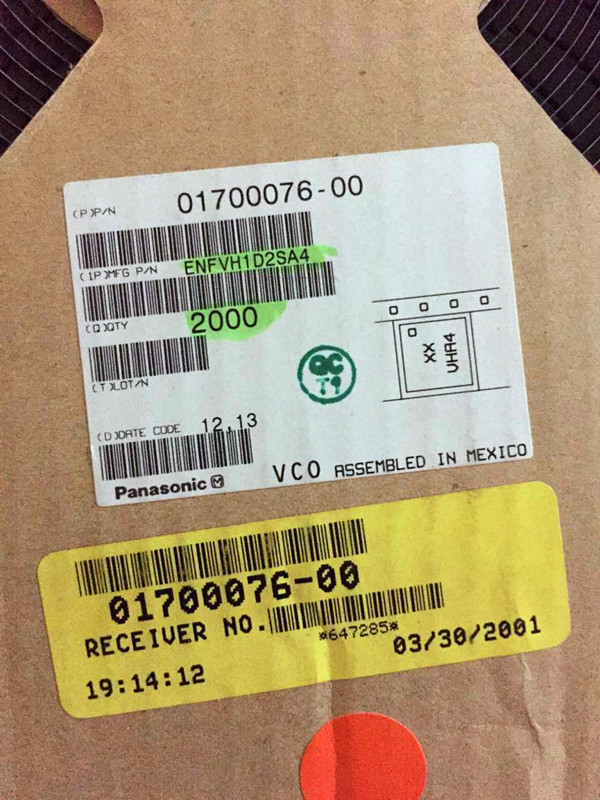 (P)P/N 01700076-00
(1P)MFG P/N ENFVH1D2SA4
(Q)QTY 2000
(T)LOT/N
QC
T9
XX
VHA4
(D)DATE CODE 12,13
Panasonic M
VCO ASSEMBLED IN MEXICO
01700076-00
RECEIVER NO.
*647285*
03/30/2001
19:14:12